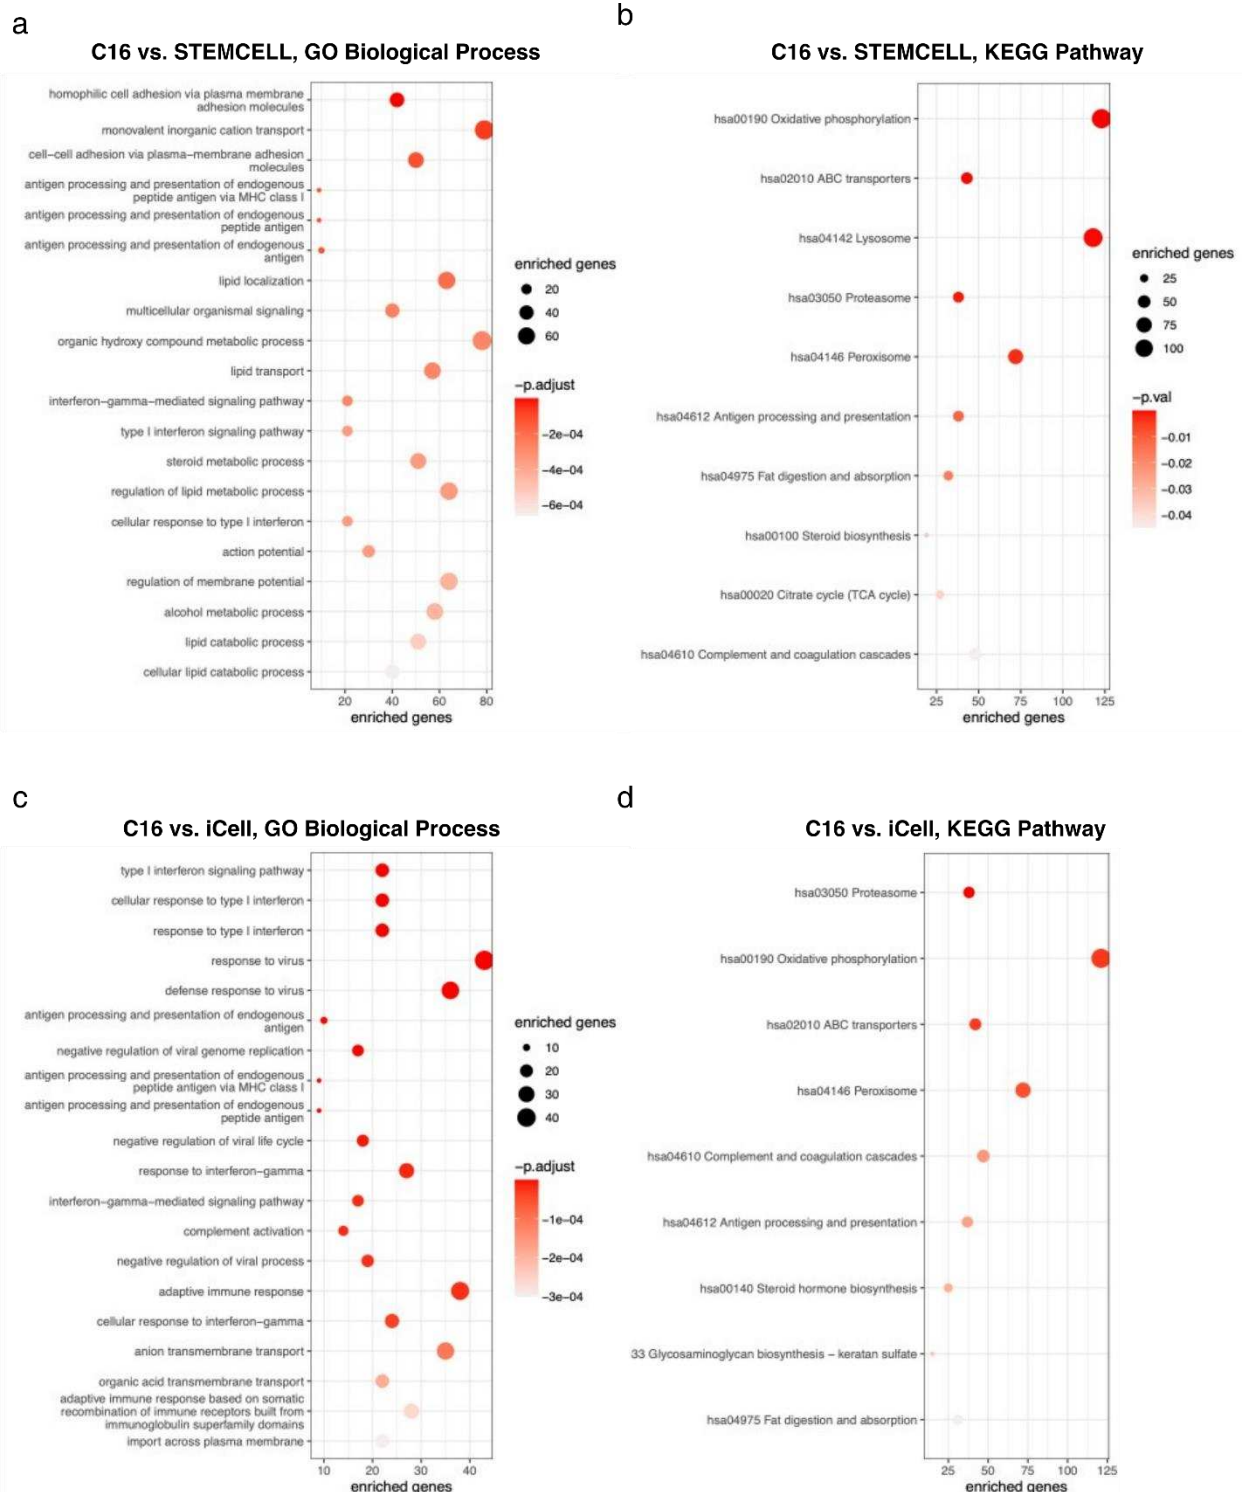 a
C16 vs. STEMCELL, GO Biological Process
homophilic cell adhesion via plasma membrane
adhesion molecules
monovalent inorganic cation transport
cell−cell adhesion via plasma−membrane adhesion
molecules
antigen processing and presentation of endogenous
peptide antigen via MHC class I
antigen processing and presentation of endogenous
peptide antigen
antigen processing and presentation of endogenous
antigen
lipid localization
multicellular organismal signaling
organic hydroxy compound metabolic process
lipid transport
interferon−gamma−mediated signaling pathway
type I interferon signaling pathway
steroid metabolic process
regulation of lipid metabolic process
cellular response to type I interferon
action potential
regulation of membrane potential
alcohol metabolic process
lipid catabolic process
cellular lipid catabolic process
20 40 60 80
enriched genes
enriched genes
20
40
60
−p.adjust
−2e−04
−4e−04
−6e−04
b
C16 vs. STEMCELL, KEGG Pathway
hsa00190 Oxidative phosphorylation
hsa02010 ABC transporters
hsa04142 Lysosome
hsa03050 Proteasome
hsa04146 Peroxisome
hsa04612 Antigen processing and presentation
hsa04975 Fat digestion and absorption
hsa00100 Steroid biosynthesis
hsa00020 Citrate cycle (TCA cycle)
hsa04610 Complement and coagulation cascades
25 50 75 100 125
enriched genes
enriched genes
25
50
75
100
−p.val
−0.01
−0.02
−0.03
−0.04
c
C16 vs. iCell, GO Biological Process
type I interferon signaling pathway
cellular response to type I interferon
response to type I interferon
response to virus
defense response to virus
antigen processing and presentation of endogenous
antigen
negative regulation of viral genome replication
antigen processing and presentation of endogenous
peptide antigen via MHC class I
antigen processing and presentation of endogenous
peptide antigen
negative regulation of viral life cycle
response to interferon−gamma
interferon−gamma−mediated signaling pathway
complement activation
negative regulation of viral process
adaptive immune response
cellular response to interferon−gamma
anion transmembrane transport
organic acid transmembrane transport
adaptive immune response based on somatic
recombination of immune receptors built from
immunoglobulin superfamily domains
import across plasma membrane
10 20 30 40
enriched genes
enriched genes
10
20
30
40
−p.adjust
−1e−04
−2e−04
−3e−04
d
C16 vs. iCell, KEGG Pathway
hsa03050 Proteasome
hsa00190 Oxidative phosphorylation
hsa02010 ABC transporters
hsa04146 Peroxisome
hsa04610 Complement and coagulation cascades
hsa04612 Antigen processing and presentation
hsa00140 Steroid hormone biosynthesis
33 Glycosaminoglycan biosynthesis − keratan sulfate
hsa04975 Fat digestion and absorption
25 50 75 100 125
enriched genes